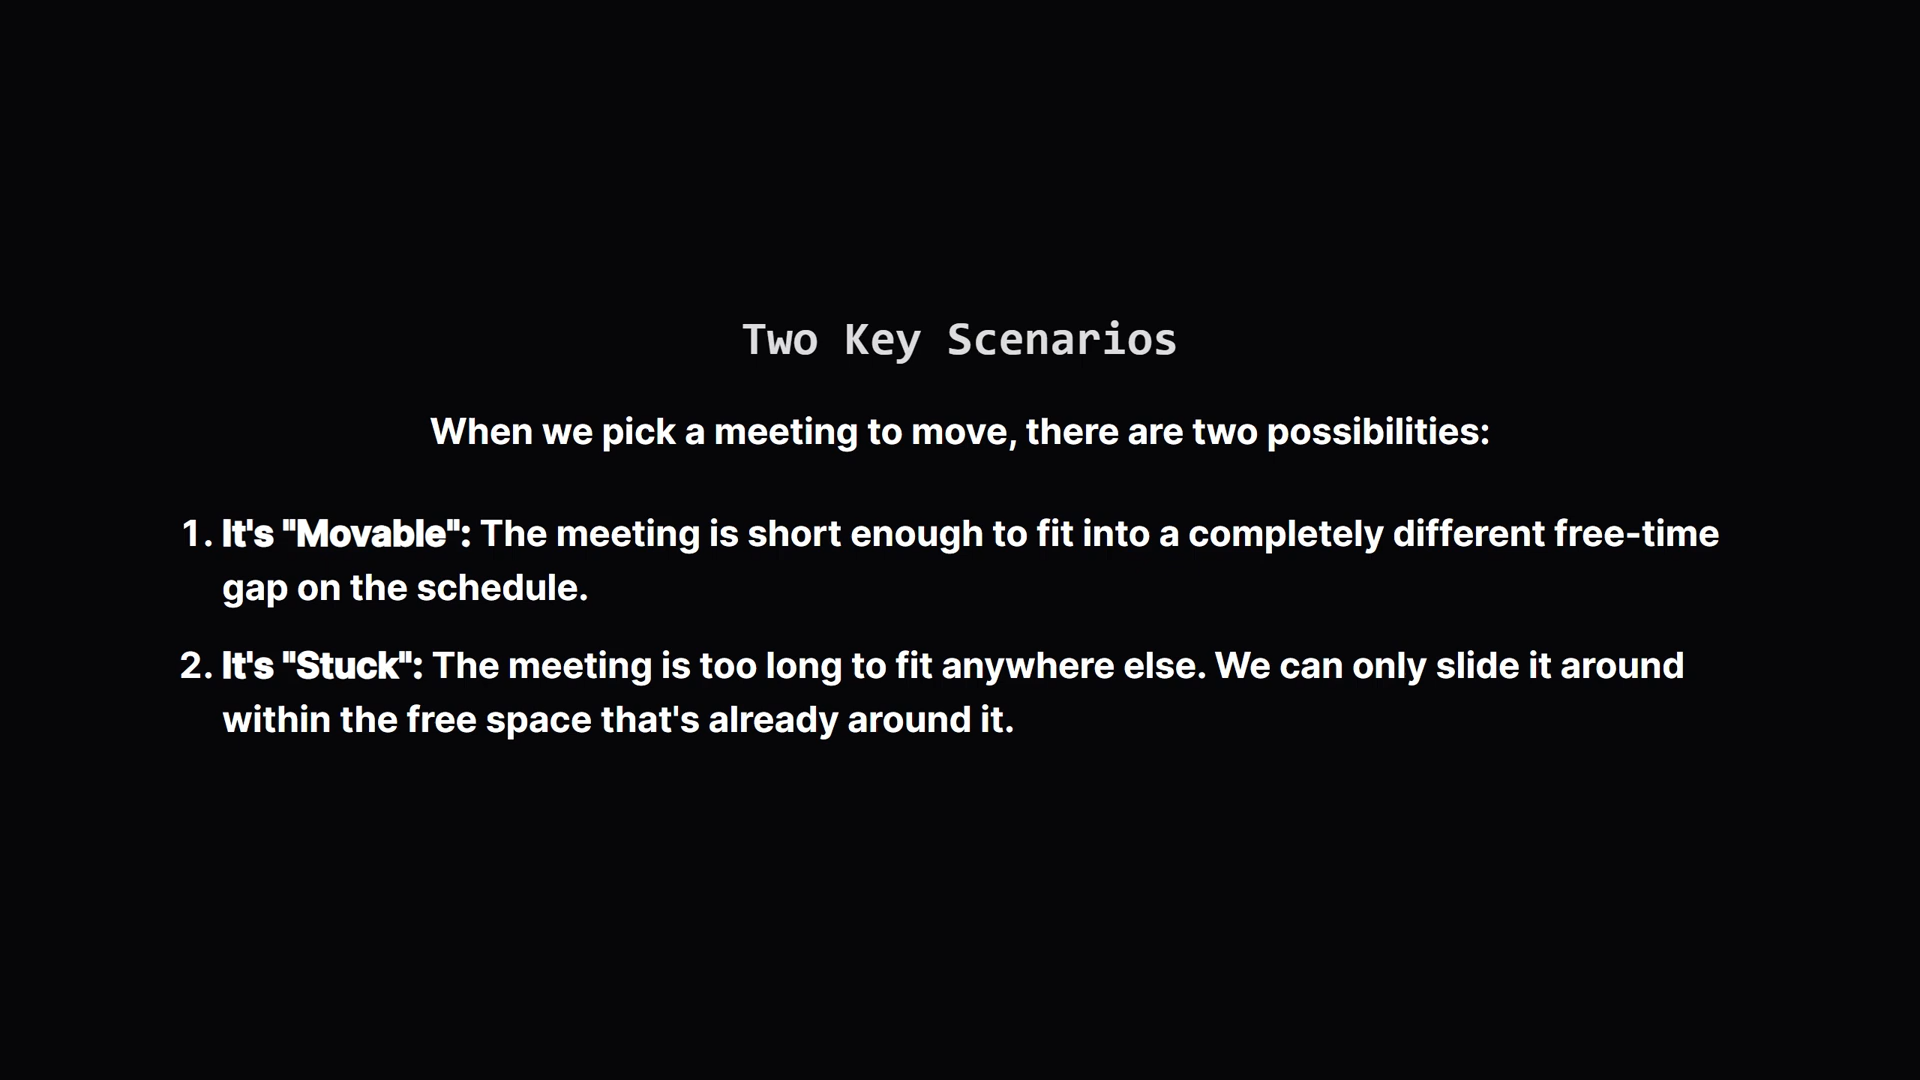 Two Key Scenarios
When we pick a meeting to move, there are two possibilities:
1. It's "Movable": The meeting is short enough to fit into a completely different free-time
gap on the schedule.
2. It's "Stuck": The meeting is too long to fit anywhere else. We can only slide it around
within the free space that's already around it.